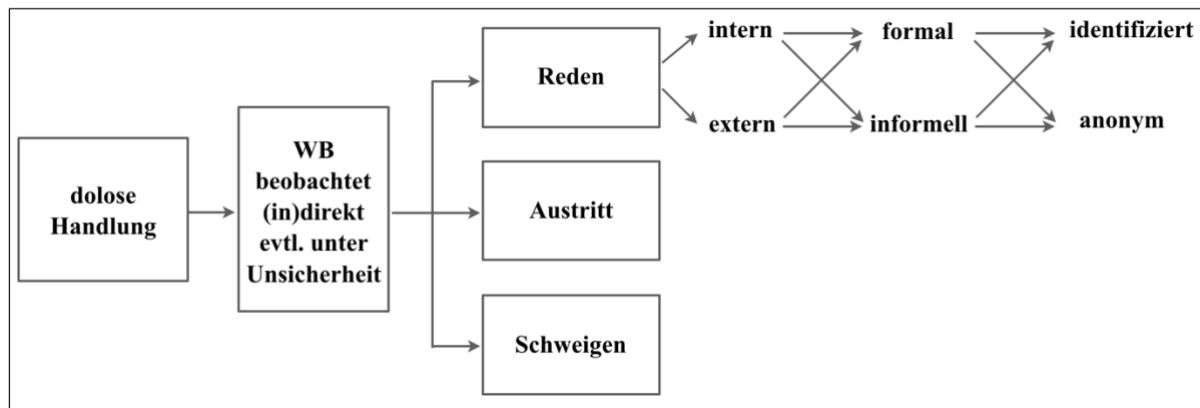 dolose
Handlung
WB
beobachtet
(in)direkt
evtl. unter
Unsicherheit
Reden
Austritt
Schweigen
intern
formal
identifiziert
extern
informell
anonym